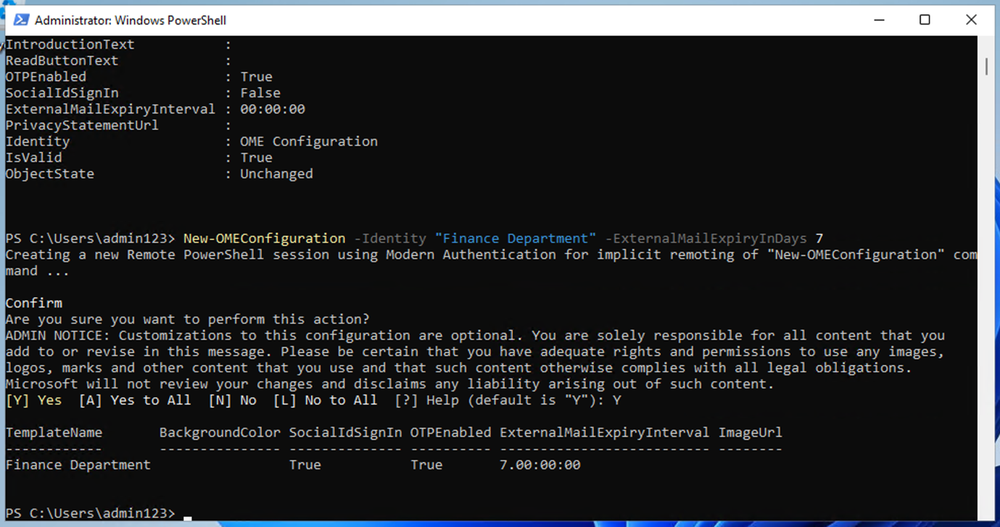 Administrator: Windows PowerShell
IntroductionText :
ReadButtonText :
OTPEnabled : True
SocialIdSignIn : False
ExternalMailExpiryInterval : 00:00:00
PrivacyStatementUrl :
Identity : OME Configuration
IsValid : True
ObjectState : Unchanged
PS C:\Users\admin123> New-OMEConfiguration -Identity "Finance Department" -ExternalMailExpiryInDays 7
Creating a new Remote PowerShell session using Modern Authentication for implicit remoting of "New-OMEConfiguration" com
mand ...
Confirm
Are you sure you want to perform this action?
ADMIN NOTICE: Customizations to this configuration are optional. You are solely responsible for all content that you
add to or revise in this message. Please be certain that you have adequate rights and permissions to use any images,
logos, marks and other content that you use and that such content otherwise complies with all legal obligations.
Microsoft will not review your changes and disclaims any liability arising out of such content.
[Y] Yes  [A] Yes to All  [N] No  [L] No to All  [?] Help (default is "Y"): Y
TemplateName BackgroundColor SocialIdSignIn OTPEnabled ExternalMailExpiryInterval ImageUrl
------------ --------------- -------------- ---------- -------------------------- --------
Finance Department True True 7.00:00:00
PS C:\Users\admin123>